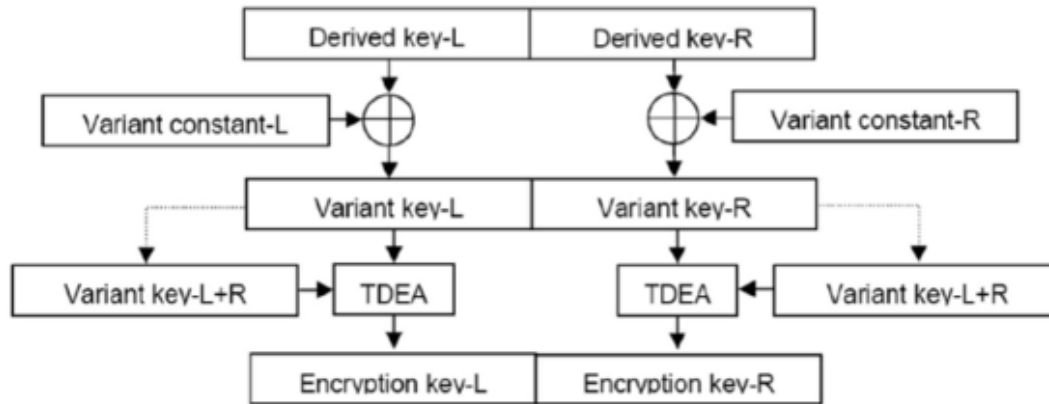 Derived key-L
Derived key-R
Variant constant-L
Variant constant-R
Variant key-L
Variant key-R
Variant key-L+R
TDEA
TDEA
Variant key-L+R
Encryption key-L
Encryption key-R